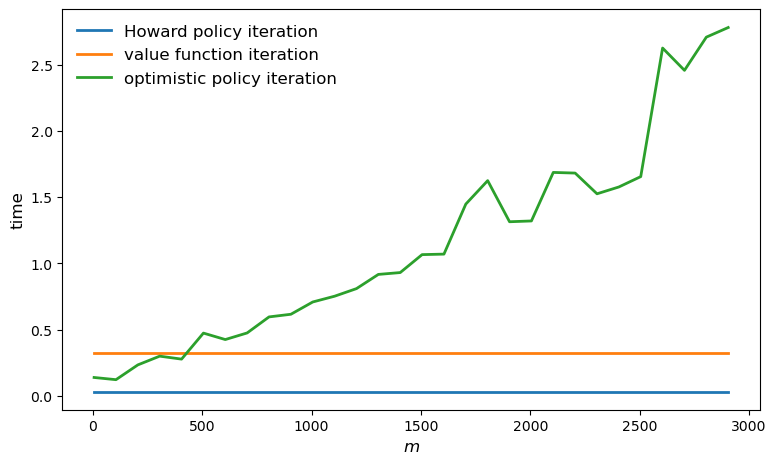 Howard policy iteration
value function iteration
optimistic policy iteration
2.5
2.0
1.5
1.0
0.5
0.0
time
0 500 1000 1500 2000 2500 3000
m